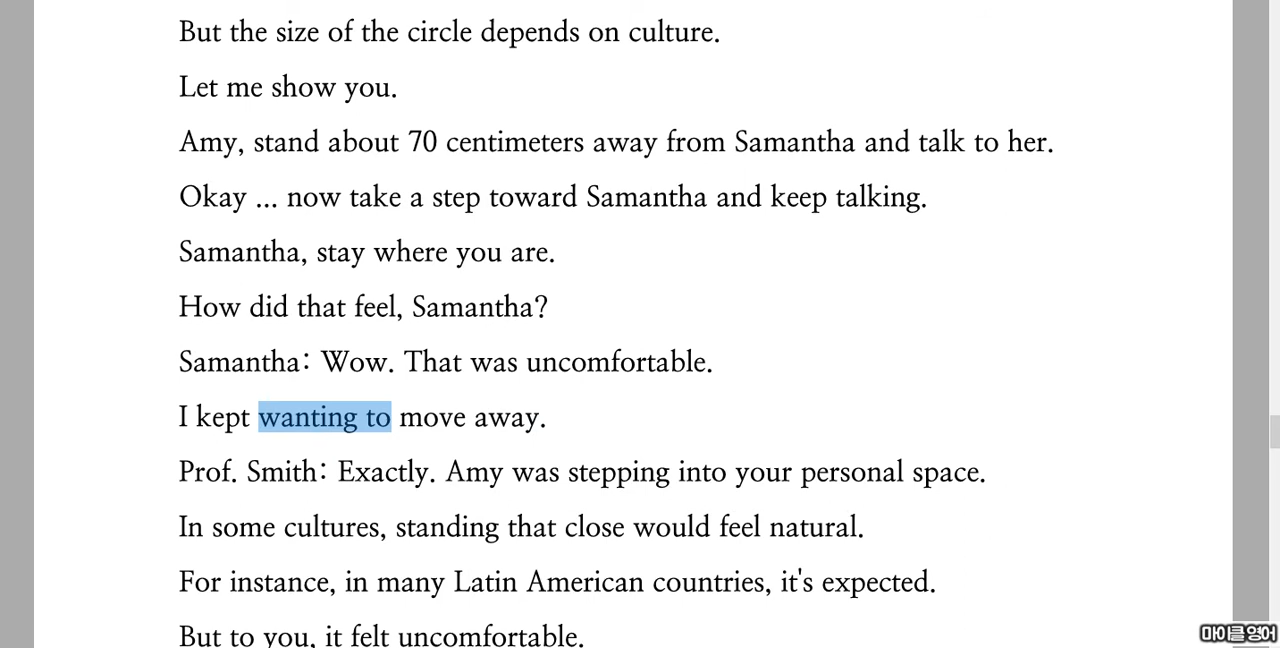 But the size of the circle depends on culture.
Let me show you.
Amy, stand about 70 centimeters away from Samantha and talk to her.
Okay ... now take a step toward Samantha and keep talking.
Samantha, stay where you are.
How did that feel, Samantha?
Samantha: Wow. That was uncomfortable.
I kept wanting to move away.
Prof. Smith: Exactly. Amy was stepping into your personal space.
In some cultures, standing that close would feel natural.
For instance, in many Latin American countries, it's expected.
But to you, it felt uncomfortable.
마이클영어